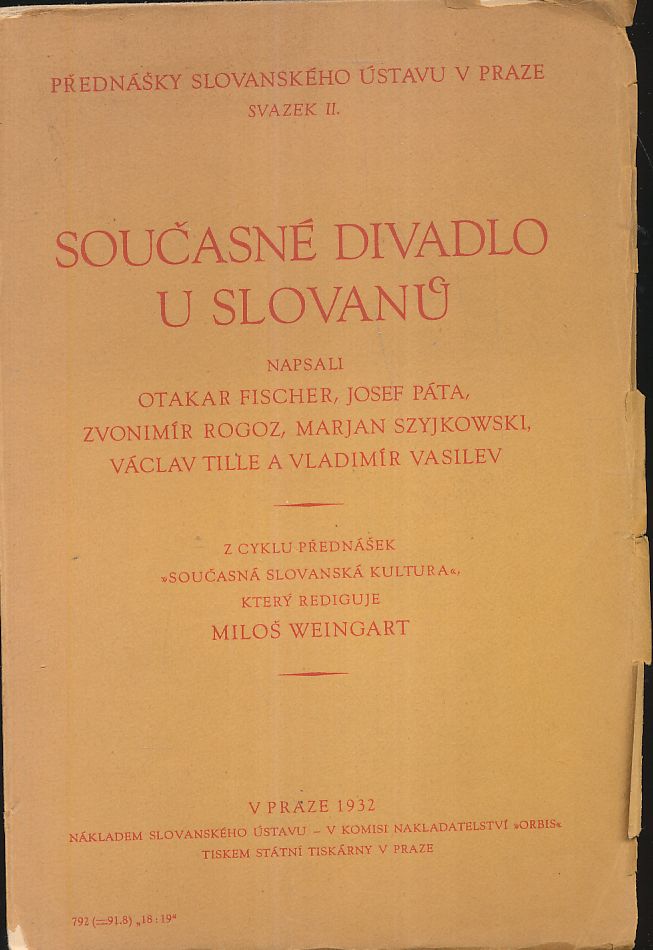 PŘEDNÁŠKY SLOVANSKÉHO ÚSTAVU V PRAZE
SVAZEK II.
SOUČASNÉ DIVADLO
U SLOVANŮ
NAPSALI
OTAKAR FISCHER, JOSEF PÁTA,
ZVONIMÍR ROGOZ, MARJAN SZYJKOWSKI,
VÁCLAV TILLE A VLADIMÍR VASILEV
Z CYKLU PŘEDNÁŠEK
»SOUČASNÁ SLOVANSKÁ KULTURA«,
KTERÝ REDIGUJE
MILOŠ WEINGART
V PRAZE 1932
NÁKLADEM SLOVANSKÉHO ÚSTAVU – V KOMISI NAKLADATELSTVÍ »ORBIS«
TISKEM STÁTNÍ TISKÁRNY V PRAZE
792 (=91.8) „18 : 19“